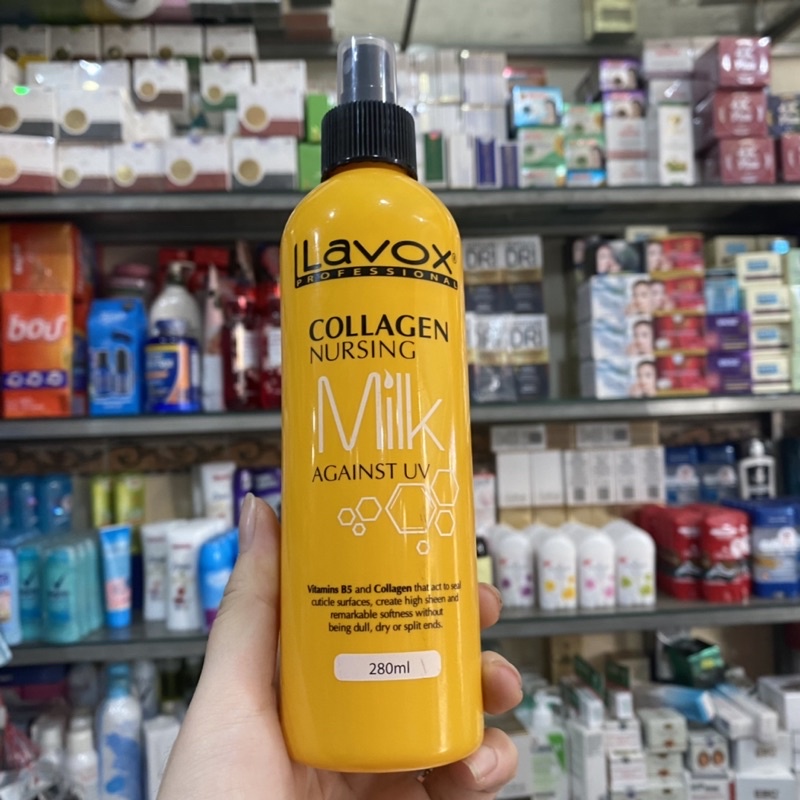 LLAVOX®
PROFESSIONAL
COLLAGEN
NURSING
Milk
AGAINST UV
Vitamins B5 and Collagen that act to seal
cuticle surfaces, create high sheen and
remarkable softness without
being dull, dry or split ends.
280ml